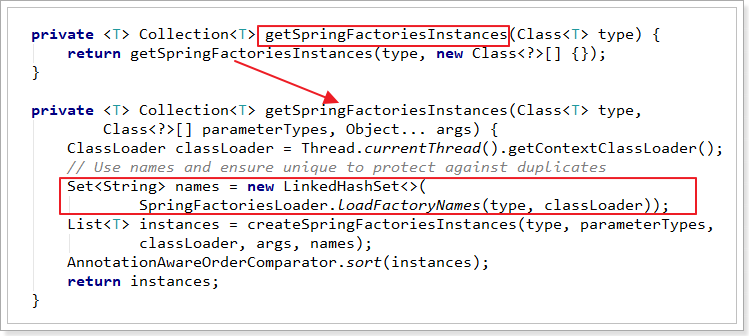 private <T> Collection<T> getSpringFactoriesInstances(Class<T> type) {
    return getSpringFactoriesInstances(type, new Class<?>[] {});
}

private <T> Collection<T> getSpringFactoriesInstances(Class<T> type,
        Class<?>[] parameterTypes, Object... args) {
    ClassLoader classLoader = Thread.currentThread().getContextClassLoader();
    // Use names and ensure unique to protect against duplicates
    Set<String> names = new LinkedHashSet<>(
            SpringFactoriesLoader.loadFactoryNames(type, classLoader));
    List<T> instances = createSpringFactoriesInstances(type, parameterTypes,
            classLoader, args, names);
    AnnotationAwareOrderComparator.sort(instances);
    return instances;
}